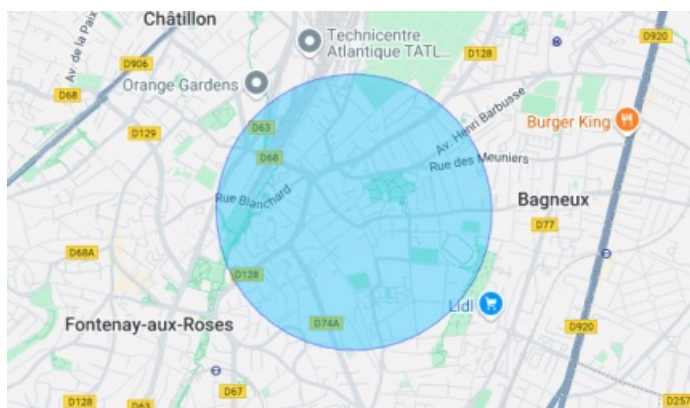 Châtillon
Av. de la Paix
D906
Technicentre
Atlantique TATL...
D128
D920
Orange Gardens
D68
D129
D63
D68
Av. Henri Barbusse
Burger King
Rue des Meuniers
Rue Blanchard
Bagneux
D77
D68A
D128
Lidl
Fontenay-aux-Roses
D74A
D920
D67
D128
D63
D257